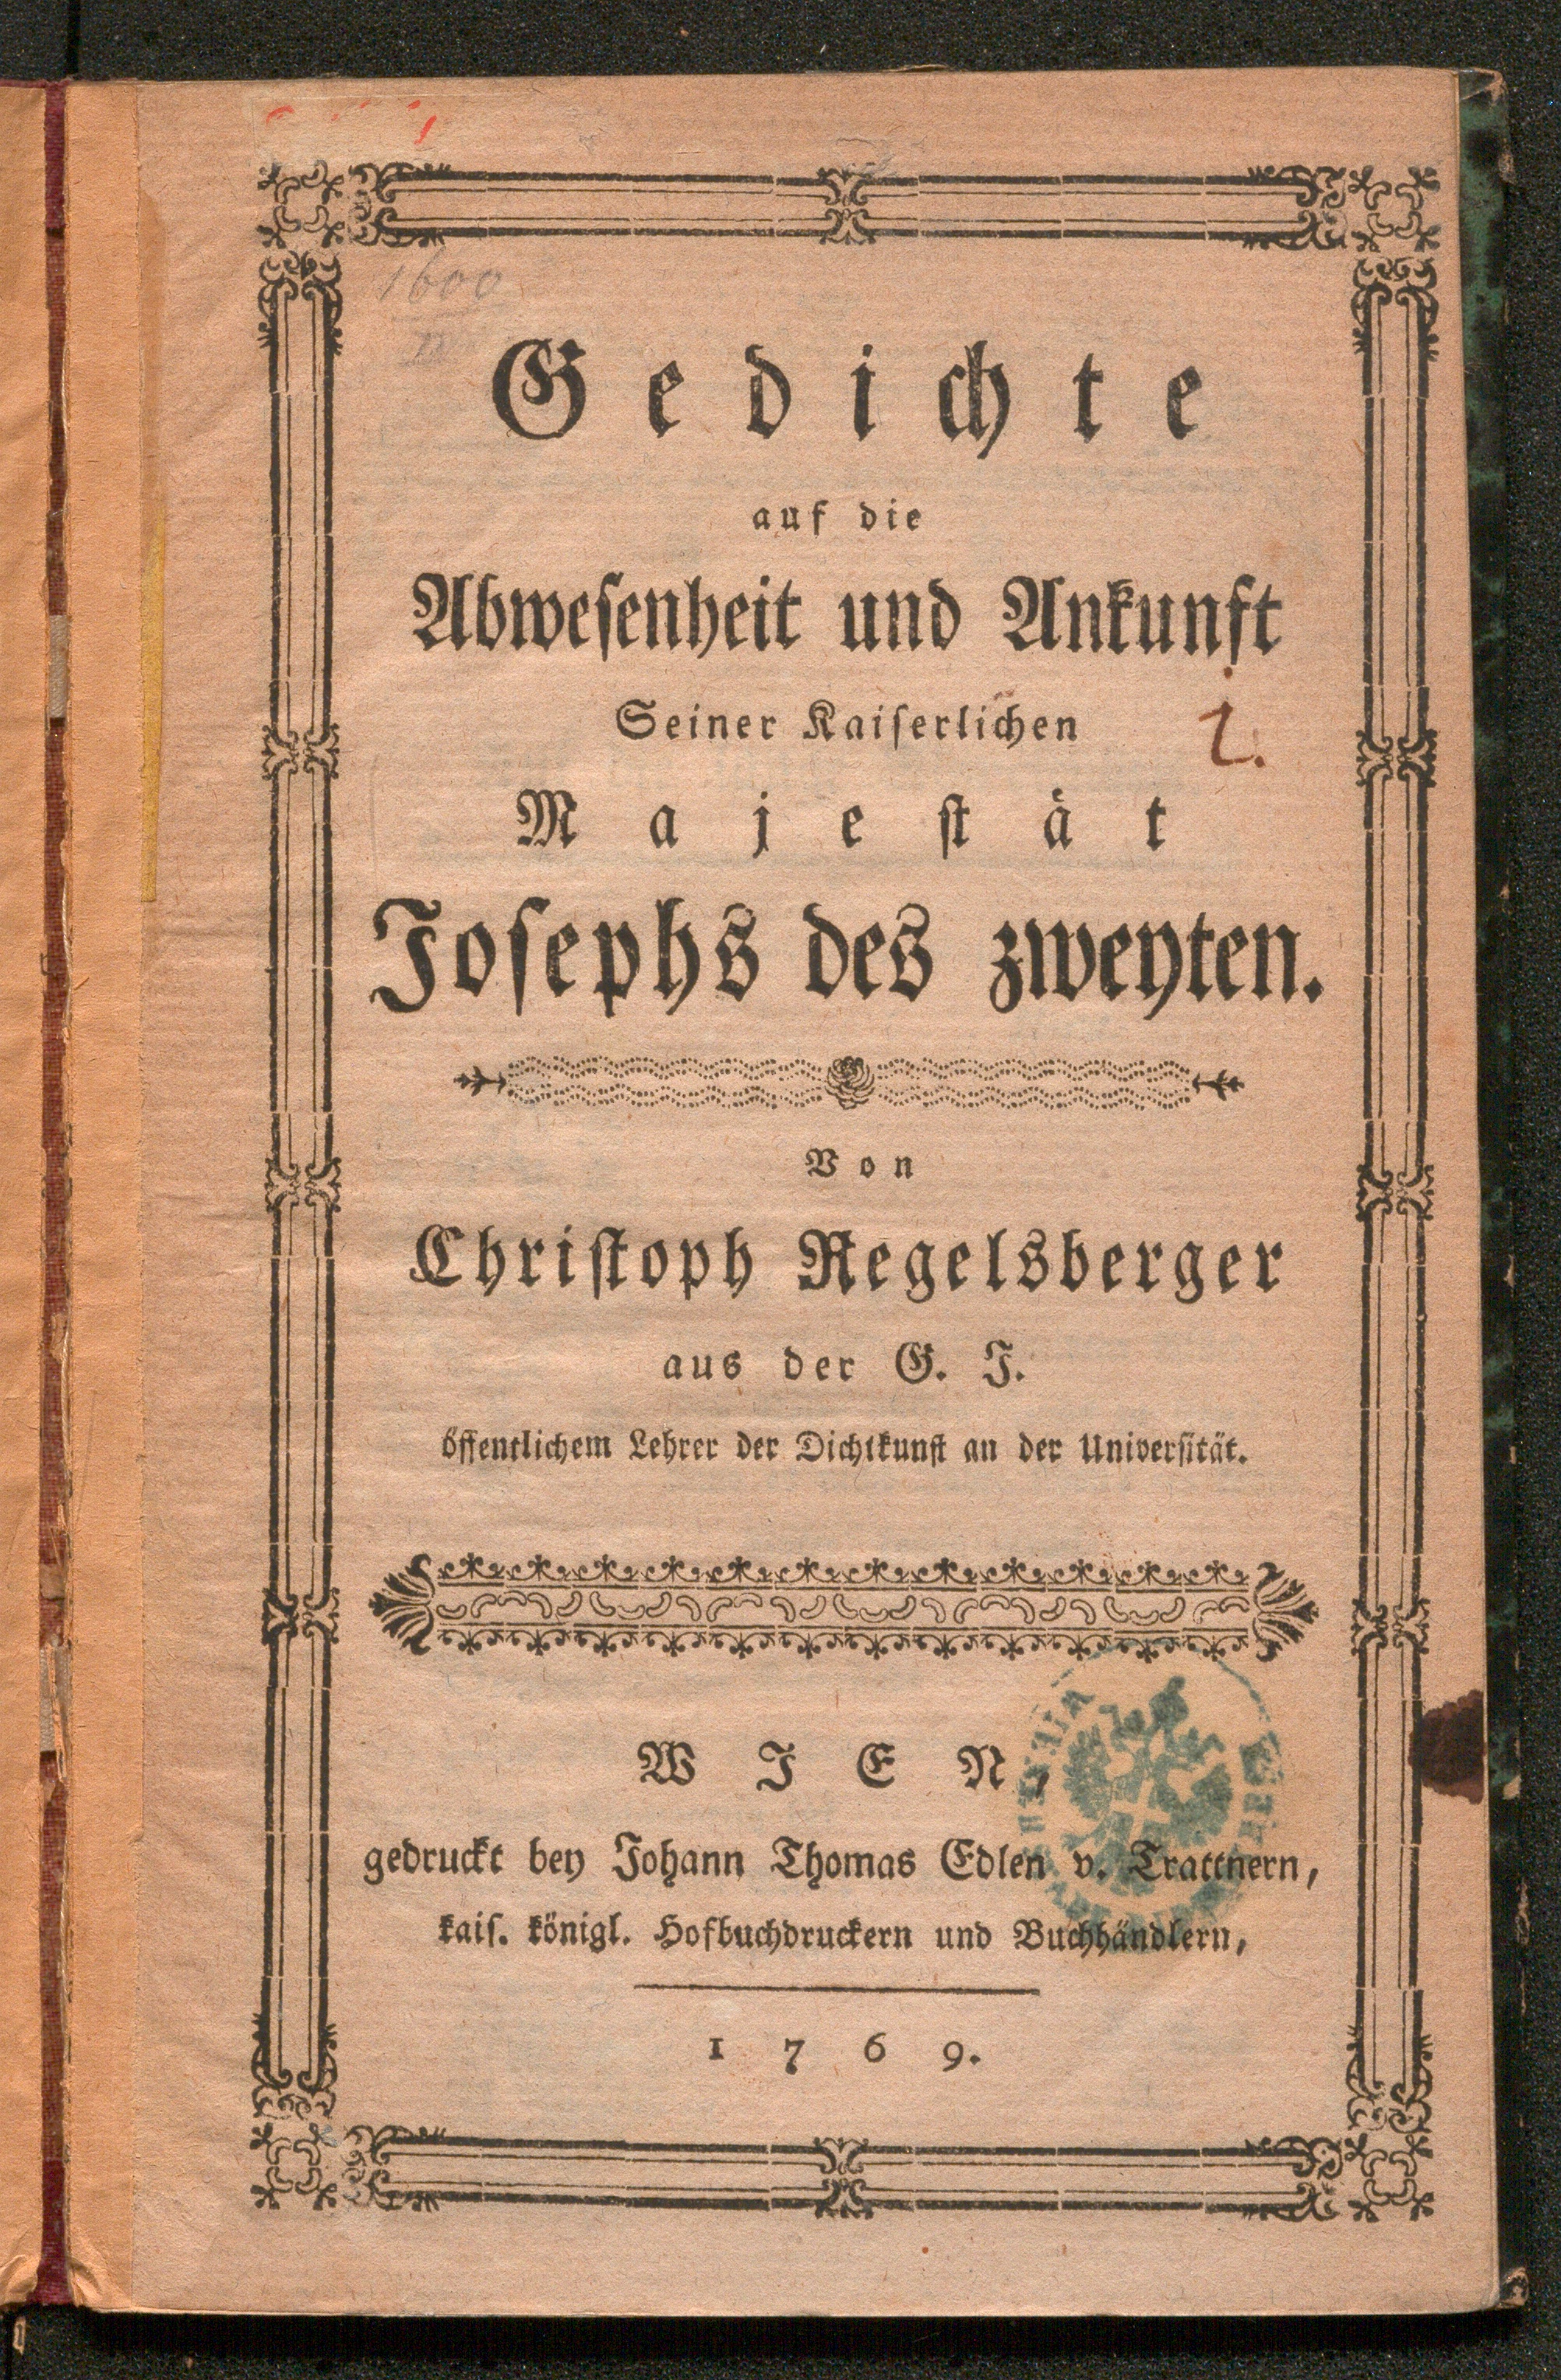 1600
Gedichte
auf die
Abweſenheit und Ankunft
Seiner Kaiſerlichen
i.
Majeſtät
Joſephs des zweyten.
Von
Chriſtoph Regelsberger
aus der G. J.
öffentlichem Lehrer der Dichtkunſt an der Univerſität.
WIEN,
gedruckt bey Johann Thomas Edlen v. Trattnern,
kaiſ. königl. Hofbuchdruckern und Buchhändlern,
1769.